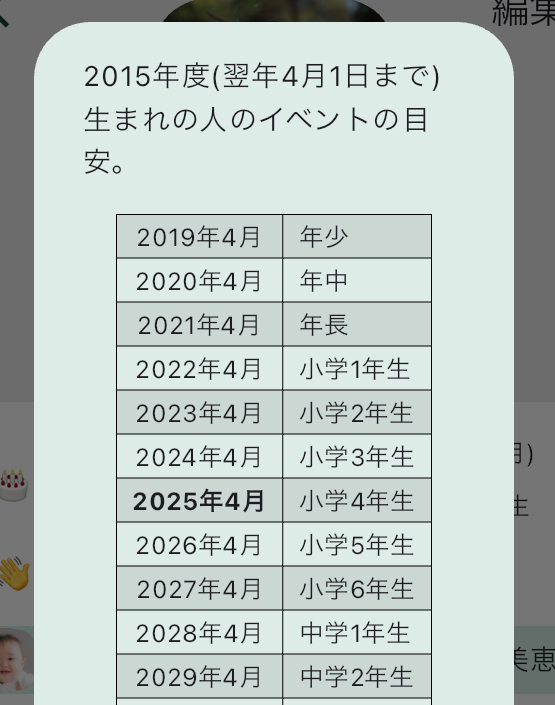 編集
2015年度(翌年4月1日まで)
生まれの人のイベントの目
安。
2019年4月 年少
2020年4月 年中
2021年4月 年長
2022年4月 小学1年生
2023年4月 小学2年生
2024年4月 小学3年生
2025年4月 小学4年生
2026年4月 小学5年生
2027年4月 小学6年生
2028年4月 中学1年生
2029年4月 中学2年生
月)
生
美恵